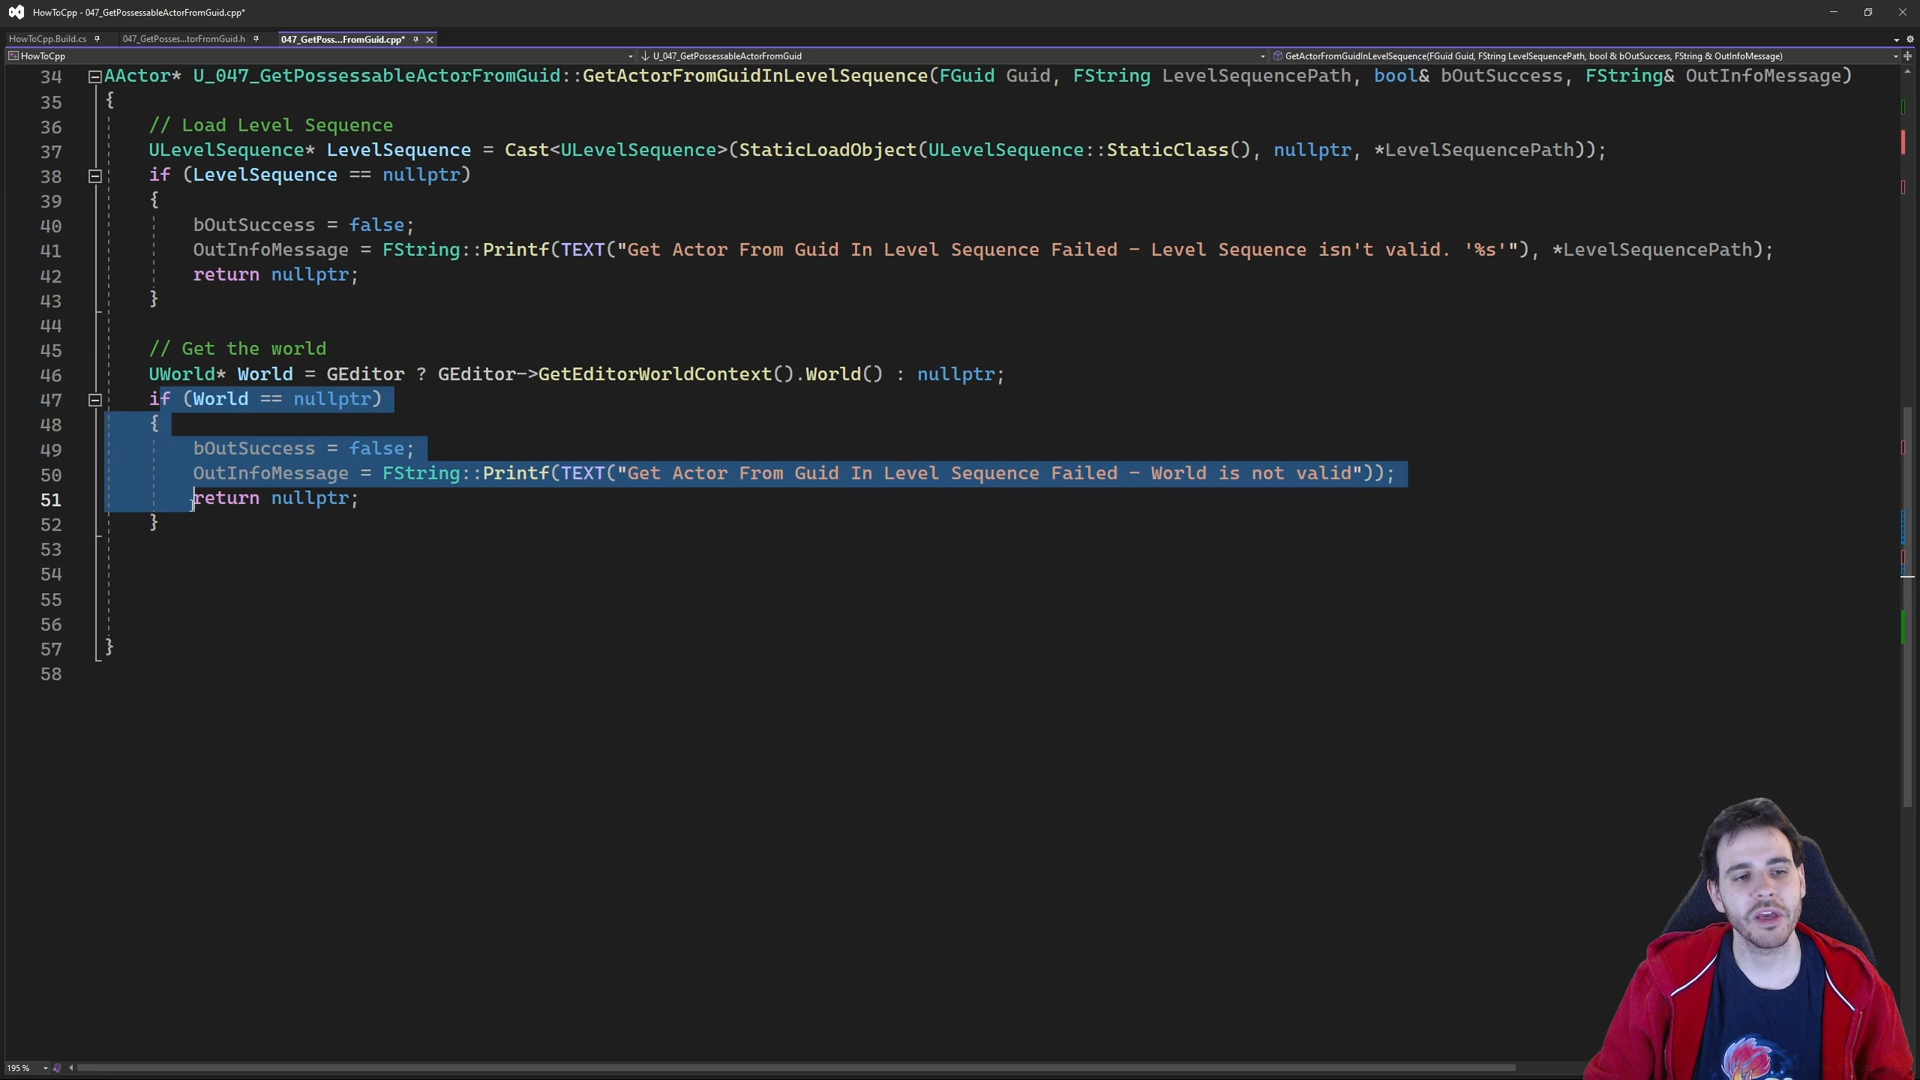 HowToCpp - 047_GetPossessableActorFromGuid.cpp*
HowToCpp.Build.cs 047_GetPosses...torFromGuid.h 047_GetPoss...FromGuid.cpp*
HowToCpp U_047_GetPossessableActorFromGuid GetActorFromGuidInLevelSequence(FGuid Guid, FString LevelSequencePath, bool & bOutSuccess, FString & OutInfoMessage)
34 AActor* U_047_GetPossessableActorFromGuid::GetActorFromGuidInLevelSequence(FGuid Guid, FString LevelSequencePath, bool& bOutSuccess, FString& OutInfoMessage)
35 {
36 // Load Level Sequence
37 ULevelSequence* LevelSequence = Cast<ULevelSequence>(StaticLoadObject(ULevelSequence::StaticClass(), nullptr, *LevelSequencePath));
38 if (LevelSequence == nullptr)
39 {
40 bOutSuccess = false;
41 OutInfoMessage = FString::Printf(TEXT("Get Actor From Guid In Level Sequence Failed - Level Sequence isn't valid. '%s'"), *LevelSequencePath);
42 return nullptr;
43 }
44
45 // Get the world
46 UWorld* World = GEditor ? GEditor->GetEditorWorldContext().World() : nullptr;
47 if (World == nullptr)
48 {
49 bOutSuccess = false;
50 OutInfoMessage = FString::Printf(TEXT("Get Actor From Guid In Level Sequence Failed - World is not valid"));
51 return nullptr;
52 }
53
54
55
56
57 }
58
195 %